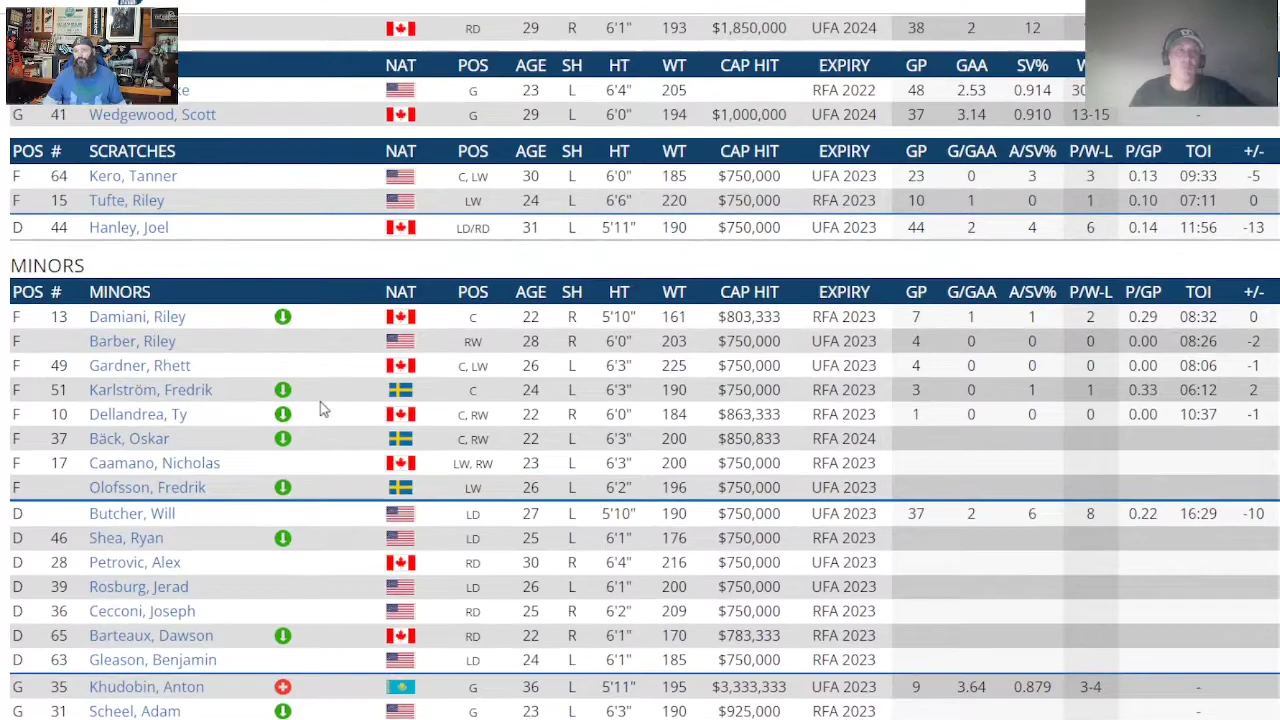 RD 29 R 6'1" 193 $1,850,000 UFA 2024 38 2 12
NAT POS AGE SH HT WT CAP HIT EXPIRY GP GAA SV%
G 23 L 6'4" 205 RFA 2022 46 2.53 0.914
G 41 Wedgewood, Scott G 29 L 6'0" 194 $1,000,000 UFA 2024 37 3.14 0.910 13-15 -
POS # SCRATCHES NAT POS AGE SH HT WT CAP HIT EXPIRY GP G/GAA A/SV% P/W-L P/GP TOI +/-
F 64 Kero, Tanner C, LW 30 L 6'0" 185 $750,000 UFA 2023 23 0 3 3 0.13 09:33 -5
F 15 Tufte, Riley LW 24 L 6'6" 220 $750,000 RFA 2023 10 1 0 1 0.10 07:11 0
D 44 Hanley, Joel LD/RD 31 L 5'11" 190 $750,000 UFA 2023 44 2 4 6 0.14 11:56 -13
MINORS
POS # MINORS NAT POS AGE SH HT WT CAP HIT EXPIRY GP G/GAA A/SV% P/W-L P/GP TOI +/-
F 13 Damiani, Riley C 22 R 5'10" 161 $803,333 RFA 2023 7 1 1 2 0.29 08:32 0
F Barber, Riley RW 28 R 6'0" 203 $750,000 UFA 2023 4 0 0 0 0.00 08:26 -2
F 49 Gardner, Rhett C, LW 26 L 6'3" 225 $750,000 UFA 2023 4 0 0 0 0.00 08:06 -1
F 51 Karlström, Fredrik C 24 L 6'3" 190 $750,000 RFA 2023 3 0 1 1 0.33 06:12 2
F 10 Dellandrea, Ty C, RW 22 R 6'0" 184 $863,333 RFA 2023 1 0 0 0 0.00 10:37 -1
F 37 Bäck, Oskar C, RW 22 L 6'3" 200 $850,833 RFA 2024
F 17 Caamano, Nicholas LW, RW 23 L 6'3" 200 $750,000 RFA 2023
F Olofsson, Fredrik LW 26 L 6'2" 196 $750,000 UFA 2023
D Butcher, Will LD 27 L 5'10" 190 $750,000 UFA 2023 37 2 6 8 0.22 16:29 -10
D 46 Shea, Ryan LD 25 L 6'1" $750,000 UFA 2023
D 28 Petrovic, Alex RD 30 R 6'4" 216 $750,000 UFA 2023
D 39 Rosburg, Jerad LD 26 L 6'1" $750,000 RFA 2023
D 36 Cecconi, Joseph RD 25 R 6'2" 209 $750,000 RFA 2023
D 65 Barteaux, Dawson RD 22 R 6'1" 170 $783,333 RFA 2023
D 63 Gleason, Benjamin LD 24 L 6'1" $750,000 RFA 2023
G 35 Khudobin, Anton G 36 L 5'11" 195 $3,333,333 UFA 2023 9 3.64 0.879 3-4 -
G 31 Scheel, Adam G 23 L 6'3" $750,000 RFA 2023 -